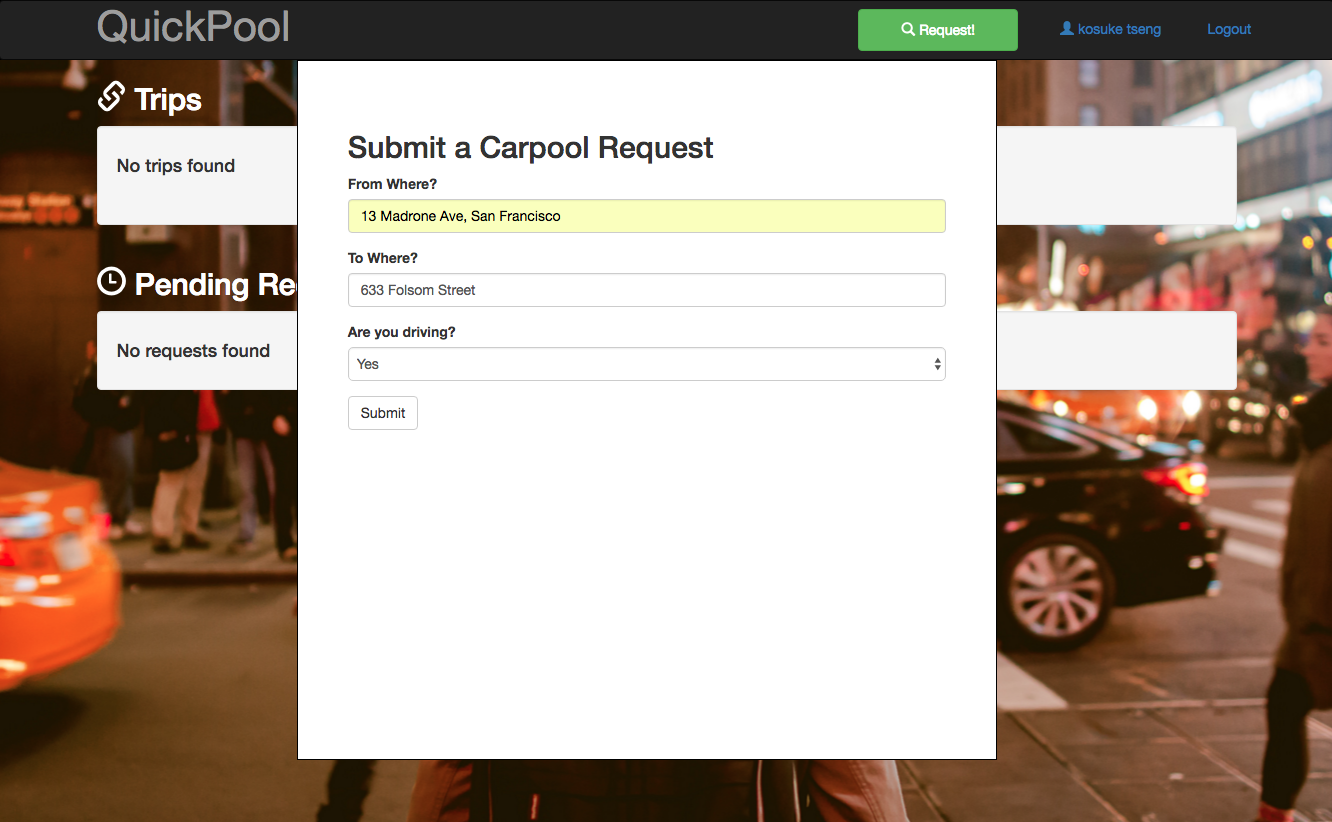 QuickPool
Request!
kosuke tseng
Logout
Trips
No trips found
Pending Re
No requests found
Submit a Carpool Request
From Where?
13 Madrone Ave, San Francisco
To Where?
633 Folsom Street
Are you driving?
Yes
Submit